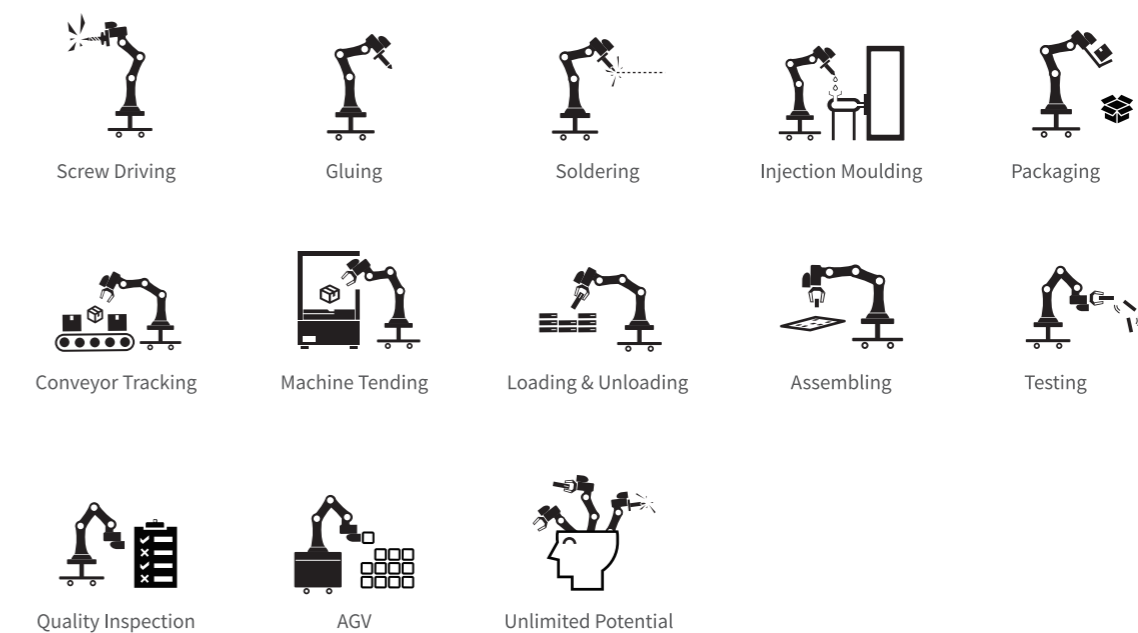 Screw Driving
Gluing
Soldering
Injection Moulding
Packaging
Conveyor Tracking
Machine Tending
Loading & Unloading
Assembling
Testing
Quality Inspection
AGV
Unlimited Potential